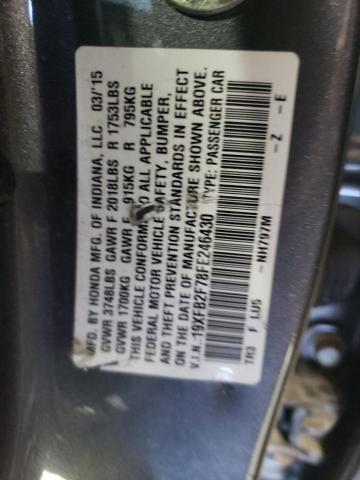 MFD. BY HONDA MFG. OF INDIANA, LLC 03/'15
GVWR 3748LBS GAWR F 2018LBS R 1753LBS
GVWR 1700KG GAWR F 915KG R 795KG
THIS VEHICLE CONFORMS TO ALL APPLICABLE
FEDERAL MOTOR VEHICLE SAFETY, BUMPER,
AND THEFT PREVENTION STANDARDS IN EFFECT
ON THE DATE OF MANUFACTURE SHOWN ABOVE.
V.I.N.:19XFB2F78FE246430 TYPE: PASSENGER CAR
TR3 F LU5 -NH797M -Z -E